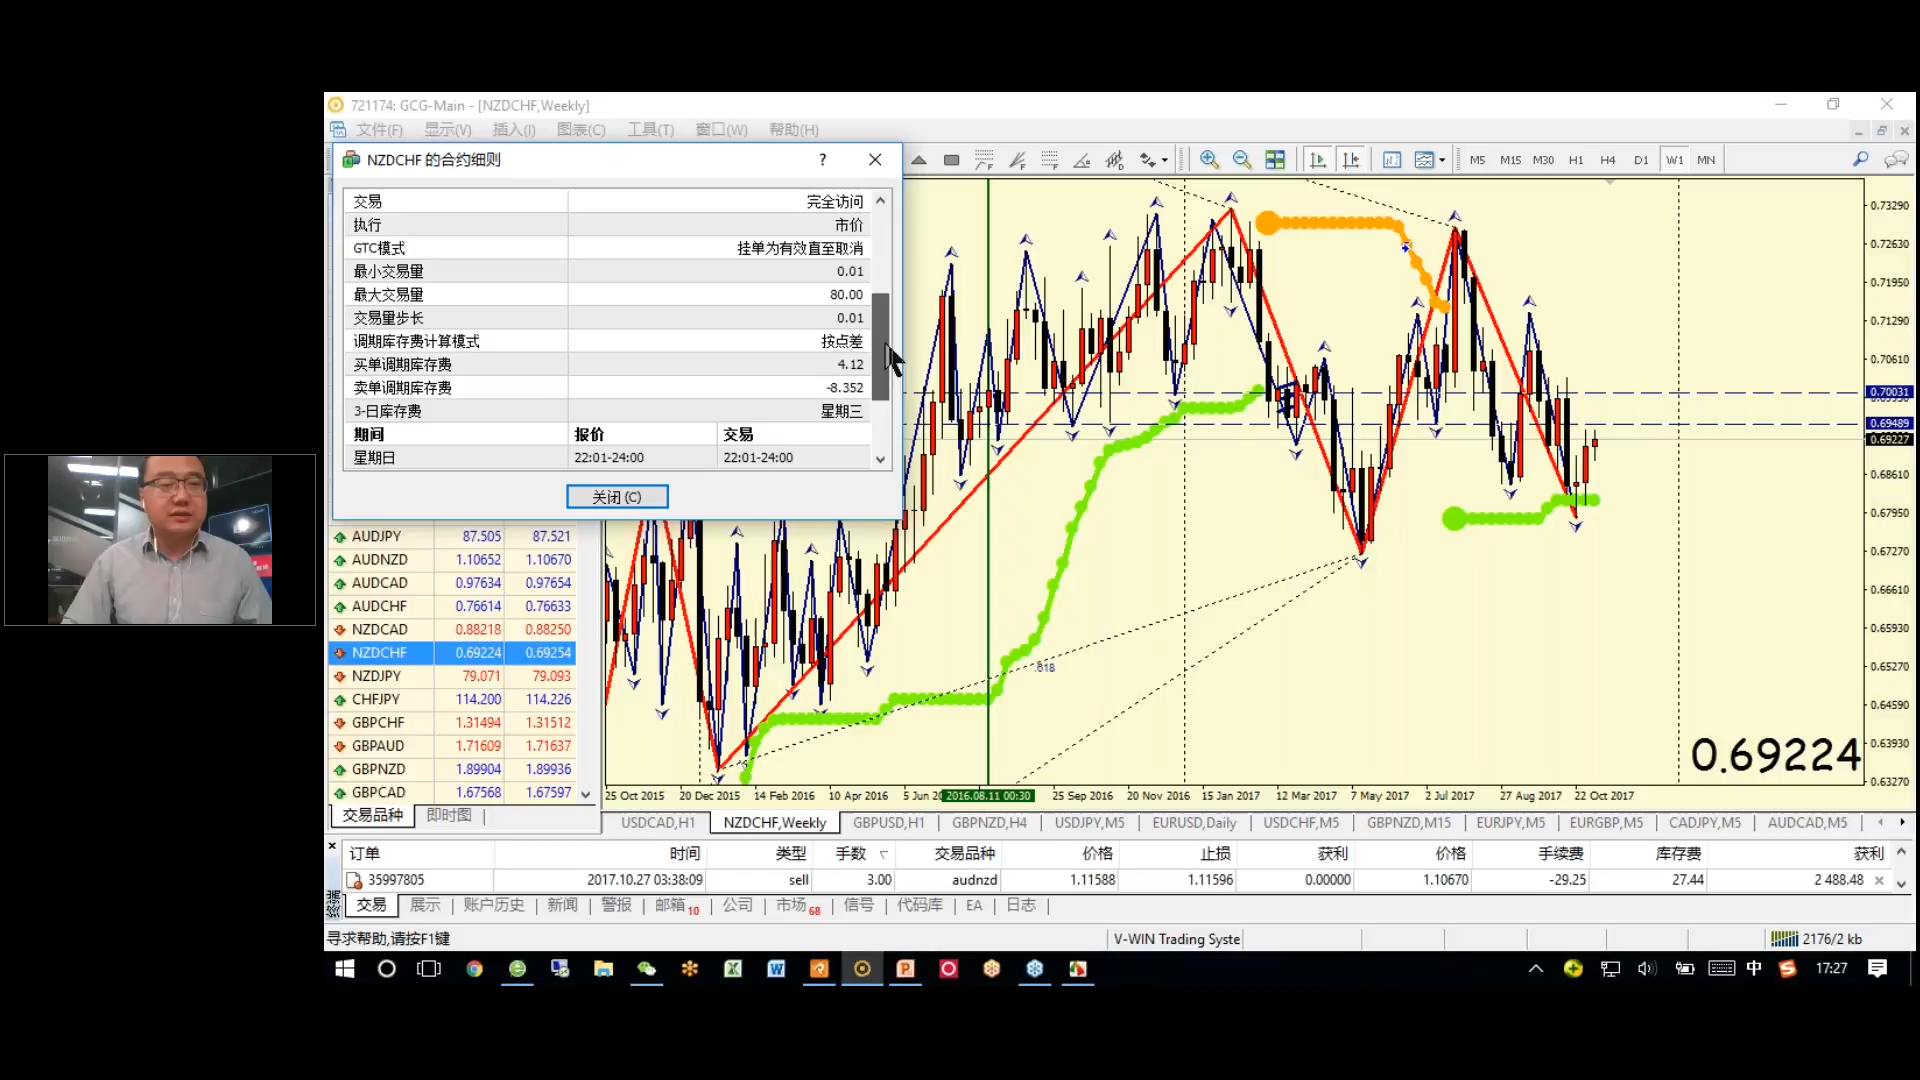 721174: GCG-Main - [NZDCHF,Weekly]
文件(F) 显示(V) 插入(I) 图表(C) 工具(T) 窗口(W) 帮助(H)
NZDCHF 的合约细则 ?
M5 M15 M30 H1 H4 D1 W1 MN
交易 完全访问
执行 市价
GTC模式 挂单为有效直至取消
最小交易量 0.01
最大交易量 80.00
交易量步长 0.01
调期库存费计算模式 按点差
买单调期库存费 4.12
卖单调期库存费 -8.352
3-日库存费 星期三
期间 报价 交易
星期日 22:01-24:00 22:01-24:00
关闭 (C)
AUDJPY 87.505 87.521
AUDNZD 1.10652 1.10670
AUDCAD 0.97634 0.97654
AUDCHF 0.76614 0.76633
NZDCAD 0.88218 0.88250
NZDCHF 0.69224 0.69254
NZDJPY 79.071 79.093
CHFJPY 114.200 114.226
GBPCHF 1.31494 1.31512
GBPAUD 1.71609 1.71637
GBPNZD 1.89904 1.89936
GBPCAD 1.67568 1.67597
交易品种 即时图
.618
0.73290
0.72630
0.71950
0.71290
0.70610
0.70031
0.69489
0.69227
0.68610
0.67950
0.67270
0.66610
0.65930
0.65270
0.64590
0.63930
0.63270
0.69224
25 Oct 2015 20 Dec 2015 14 Feb 2016 10 Apr 2016 5 Jun 20 2016.08.11 00:30 25 Sep 2016 20 Nov 2016 15 Jan 2017 12 Mar 2017 7 May 2017 2 Jul 2017 27 Aug 2017 22 Oct 2017
USDCAD,H1 NZDCHF,Weekly GBPUSD,H1 GBPNZD,H4 USDJPY,M5 EURUSD,Daily USDCHF,M5 GBPNZD,M15 EURJPY,M5 EURGBP,M5 CADJPY,M5 AUDCAD,M5
订单 时间 类型 手数 交易品种 价格 止损 获利 价格 手续费 库存费 获利
35997805 2017.10.27 03:38:09 sell 3.00 audnzd 1.11588 1.11596 0.00000 1.10670 -29.25 27.44 2 488.48
终端
交易 展示 账户历史 新闻 警报 邮箱10 公司 市场68 信号 代码库 EA 日志
寻求帮助,请按F1键 V-WIN Trading Syste 2176/2 kb
中 17:27